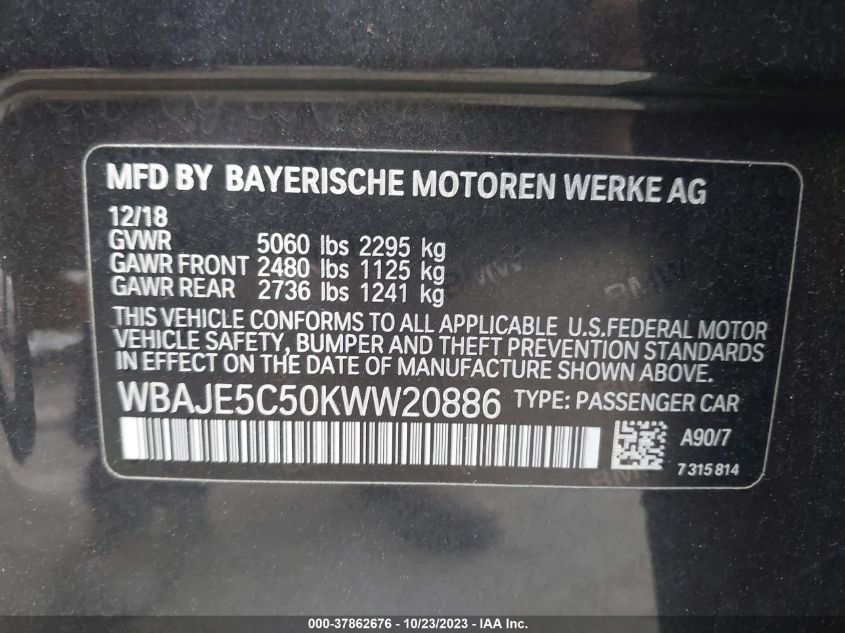 MFD BY BAYERISCHE MOTOREN WERKE AG
12/18
GVWR 5060 lbs 2295 kg
GAWR FRONT 2480 lbs 1125 kg
GAWR REAR 2736 lbs 1241 kg
THIS VEHICLE CONFORMS TO ALL APPLICABLE U.S.FEDERAL MOTOR
VEHICLE SAFETY, BUMPER AND THEFT PREVENTION STANDARDS
IN EFFECT ON THE DATE OF MANUFACTURE SHOWN ABOVE.
WBAJE5C50KWW20886 TYPE: PASSENGER CAR
A90/7
7 315 814
000-37862676 - 10/23/2023 - IAA Inc.